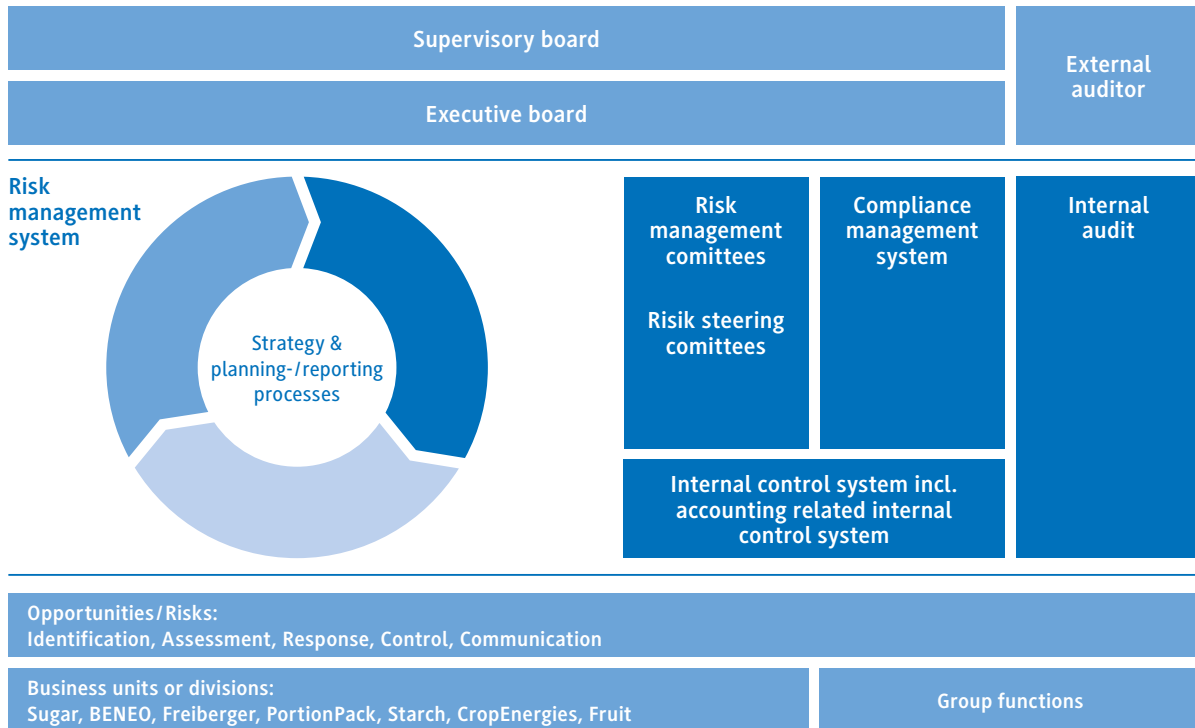 Supervisory board
External
auditor
Executive board
Risk
management
system
Strategy &
planning-/reporting
processes
Risk
management
comittees
Risik steering
comittees
Compliance
management
system
Internal
audit
Internal control system incl.
accounting related internal
control system
Opportunities/Risks:
Identification, Assessment, Response, Control, Communication
Business units or divisions:
Sugar, BENEO, Freiberger, PortionPack, Starch, CropEnergies, Fruit
Group functions